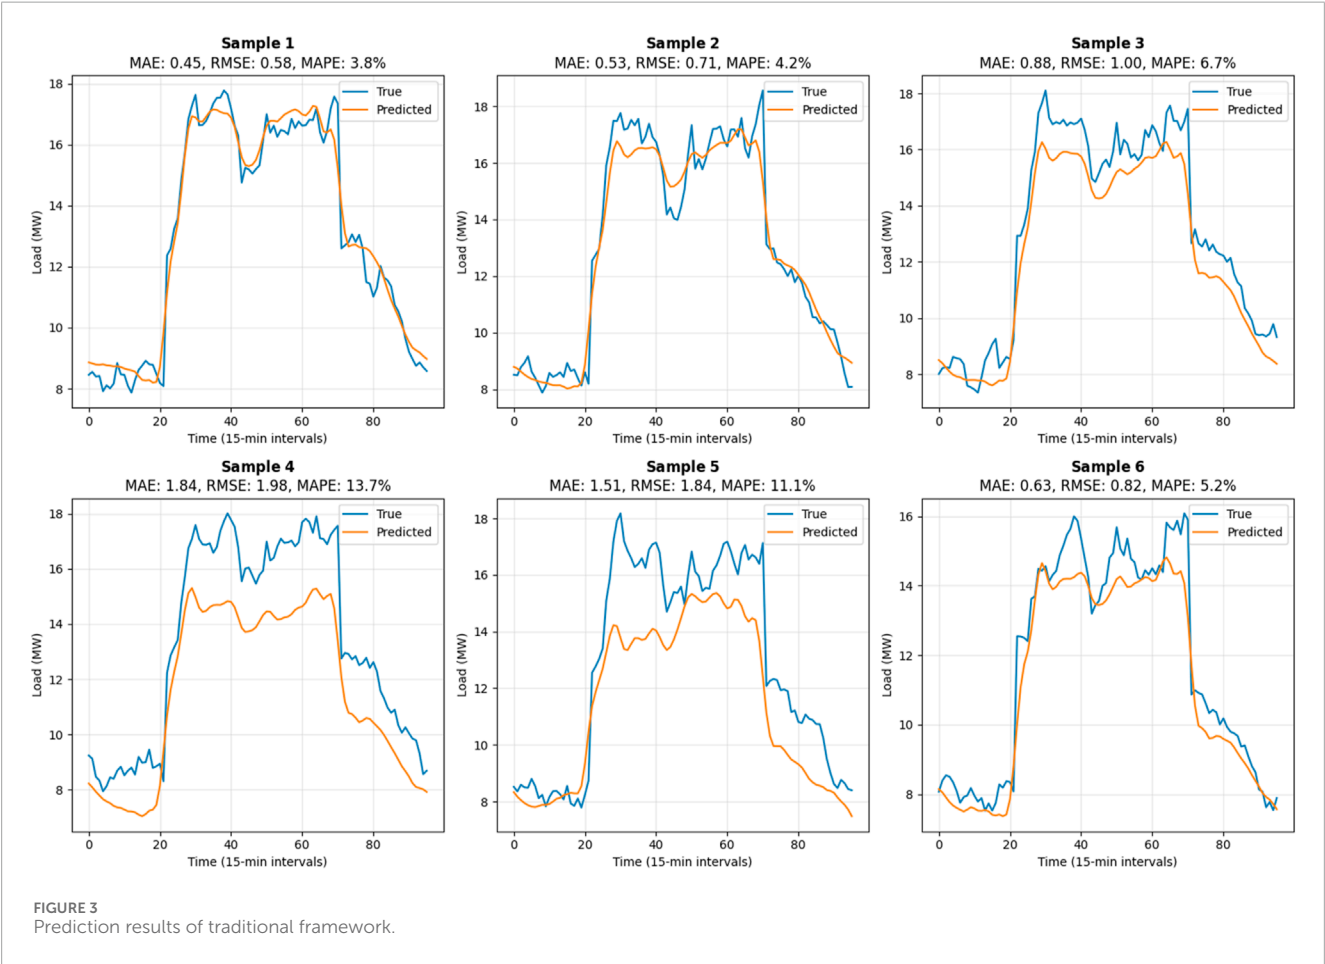 Sample 1
MAE: 0.45, RMSE: 0.58, MAPE: 3.8%
18
16
14
12
10
8
Load (MW)
True
Predicted
0 20 40 60 80
Time (15-min intervals)
Sample 2
MAE: 0.53, RMSE: 0.71, MAPE: 4.2%
18
16
14
12
10
8
Load (MW)
True
Predicted
0 20 40 60 80
Time (15-min intervals)
Sample 3
MAE: 0.88, RMSE: 1.00, MAPE: 6.7%
18
16
14
12
10
8
Load (MW)
True
Predicted
0 20 40 60 80
Time (15-min intervals)
Sample 4
MAE: 1.84, RMSE: 1.98, MAPE: 13.7%
18
16
14
12
10
8
Load (MW)
True
Predicted
0 20 40 60 80
Time (15-min intervals)
Sample 5
MAE: 1.51, RMSE: 1.84, MAPE: 11.1%
18
16
14
12
10
8
Load (MW)
True
Predicted
0 20 40 60 80
Time (15-min intervals)
Sample 6
MAE: 0.63, RMSE: 0.82, MAPE: 5.2%
16
14
12
10
8
Load (MW)
True
Predicted
0 20 40 60 80
Time (15-min intervals)
FIGURE 3
Prediction results of traditional framework.